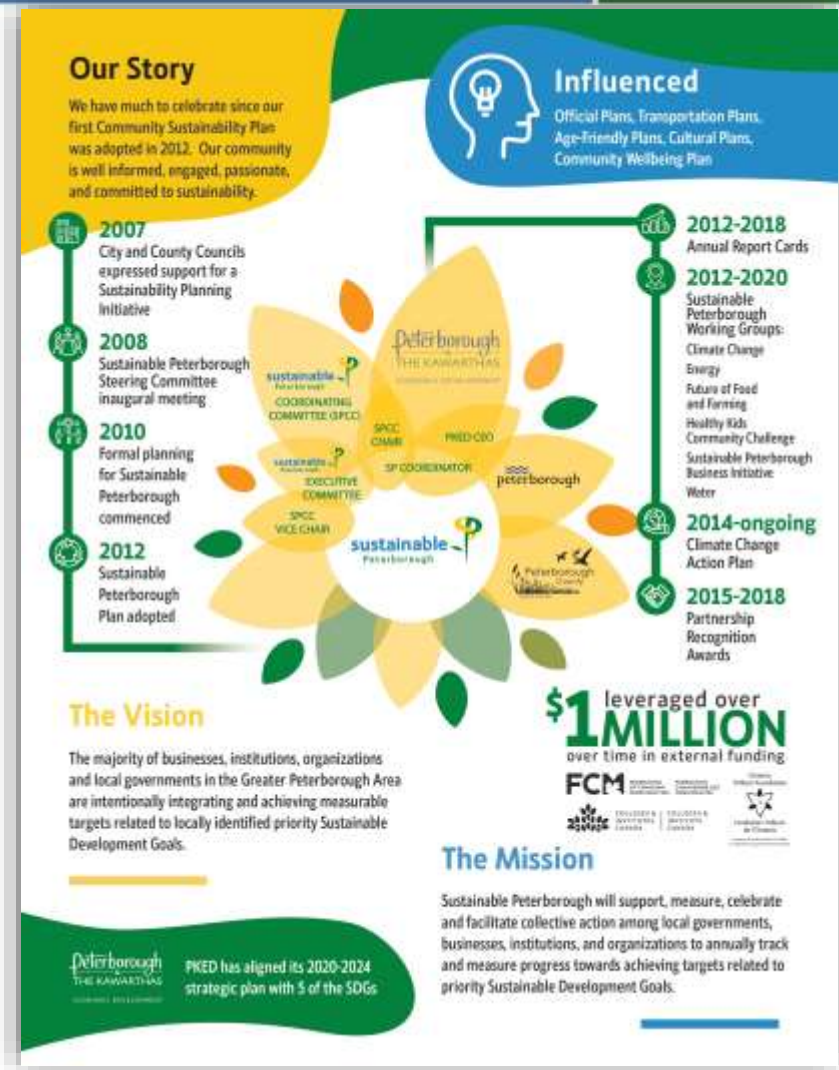 Our Story
We have much to celebrate since our
first Community Sustainability Plan
was adopted in 2012. Our community
is well informed, engaged, passionate,
and committed to sustainability.
Influenced
Official Plans, Transportation Plans,
Age-Friendly Plans, Cultural Plans,
Community Wellbeing Plan
2007
City and County Councils
expressed support for a
Sustainability Planning
Initiative
2008
Sustainable Peterborough
Steering Committee
inaugural meeting
2010
Formal planning
for Sustainable
Peterborough
commenced
2012
Sustainable
Peterborough
Plan adopted
Peterborough
THE KAWARTHAS
ECONOMIC DEVELOPMENT
sustainable
Peterborough
COORDINATING
COMMITTEE (SPCC)
SPCC
CHAIR
PKED CEO
sustainable
Peterborough
EXECUTIVE
COMMITTEE
SP COORDINATOR
peterborough
SPCC
VICE CHAIR
sustainable
Peterborough
Peterborough
County
2012-2018
Annual Report Cards
2012-2020
Sustainable
Peterborough
Working Groups:
Climate Change
Energy
Future of Food
and Farming
Healthy Kids
Community Challenge
Sustainable Peterborough
Business Initiative
Water
2014-ongoing
Climate Change
Action Plan
2015-2018
Partnership
Recognition
Awards
The Vision
The majority of businesses, institutions, organizations
and local governments in the Greater Peterborough Area
are intentionally integrating and achieving measurable
targets related to locally identified priority Sustainable
Development Goals.
leveraged over
$1 MILLION
over time in external funding
FCM
The Mission
Sustainable Peterborough will support, measure, celebrate
and facilitate collective action among local governments,
businesses, institutions, and organizations to annually track
and measure progress towards achieving targets related to
priority Sustainable Development Goals.
Peterborough
THE KAWARTHAS
ECONOMIC DEVELOPMENT
PKED has aligned its 2020-2024
strategic plan with 5 of the SDGs